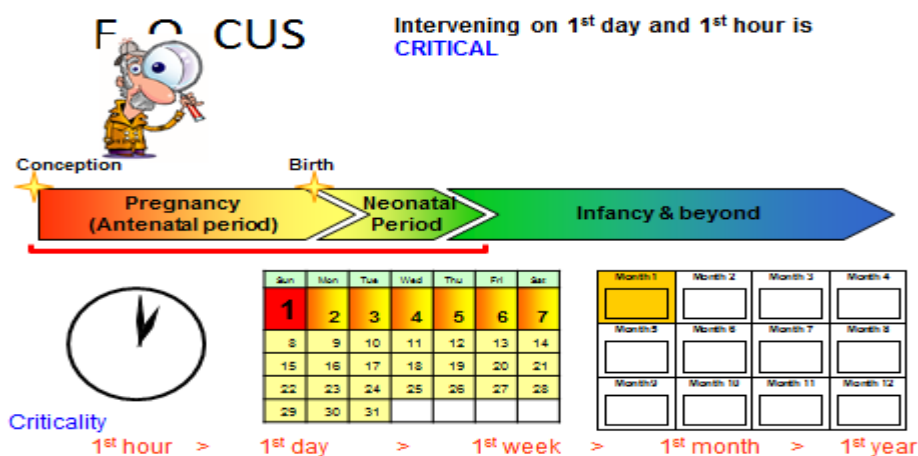 F O CUS
Intervening on 1st day and 1st hour is
CRITICAL
Conception
Birth
Pregnancy
(Antenatal period)
Neonatal
Period
Infancy & beyond
Sun Mon Tue Wed Thu Fri Sat
1 2 3 4 5 6 7
8 9 10 11 12 13 14
15 16 17 18 19 20 21
22 23 24 25 26 27 28
29 30 31
Month 1 Month 2 Month 3 Month 4
Month 5 Month 6 Month 7 Month 8
Month 9 Month 10 Month 11 Month 12
Criticality
1st hour > 1st day > 1st week > 1st month > 1st year